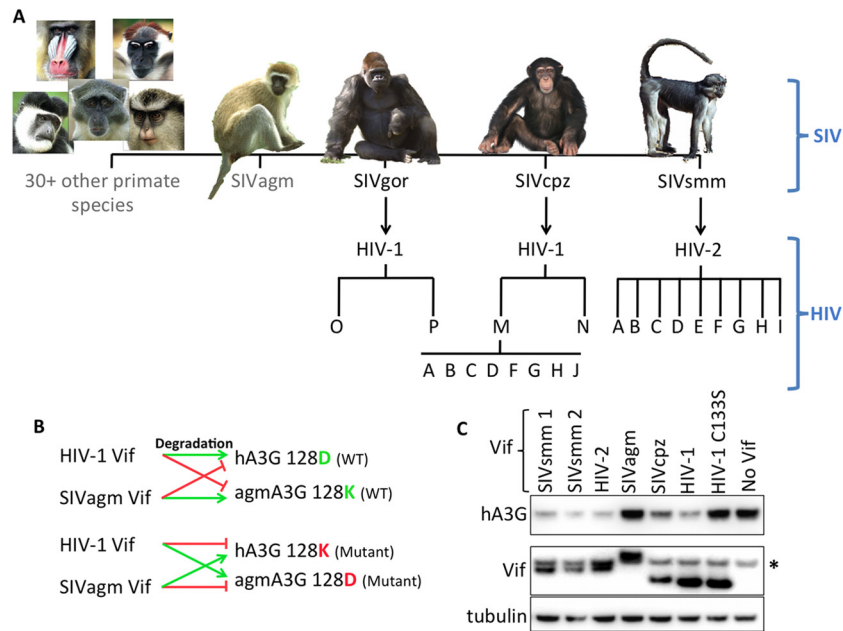 A
SIV
30+ other primate
species
SIVagm
SIVgor
SIVcpz
SIVsmm
HIV-1
HIV-1
HIV-2
HIV
O
P
M
N
A B C D E F G H I
A B C D F G H J
B
Degradation
HIV-1 Vif
hA3G 128D (WT)
SIVagm Vif
agmA3G 128K (WT)
HIV-1 Vif
hA3G 128K (Mutant)
SIVagm Vif
agmA3G 128D (Mutant)
C
Vif
SIVsmm 1
SIVsmm 2
HIV-2
SIVagm
SIVcpz
HIV-1
HIV-1 C133S
No Vif
hA3G
Vif
*
tubulin